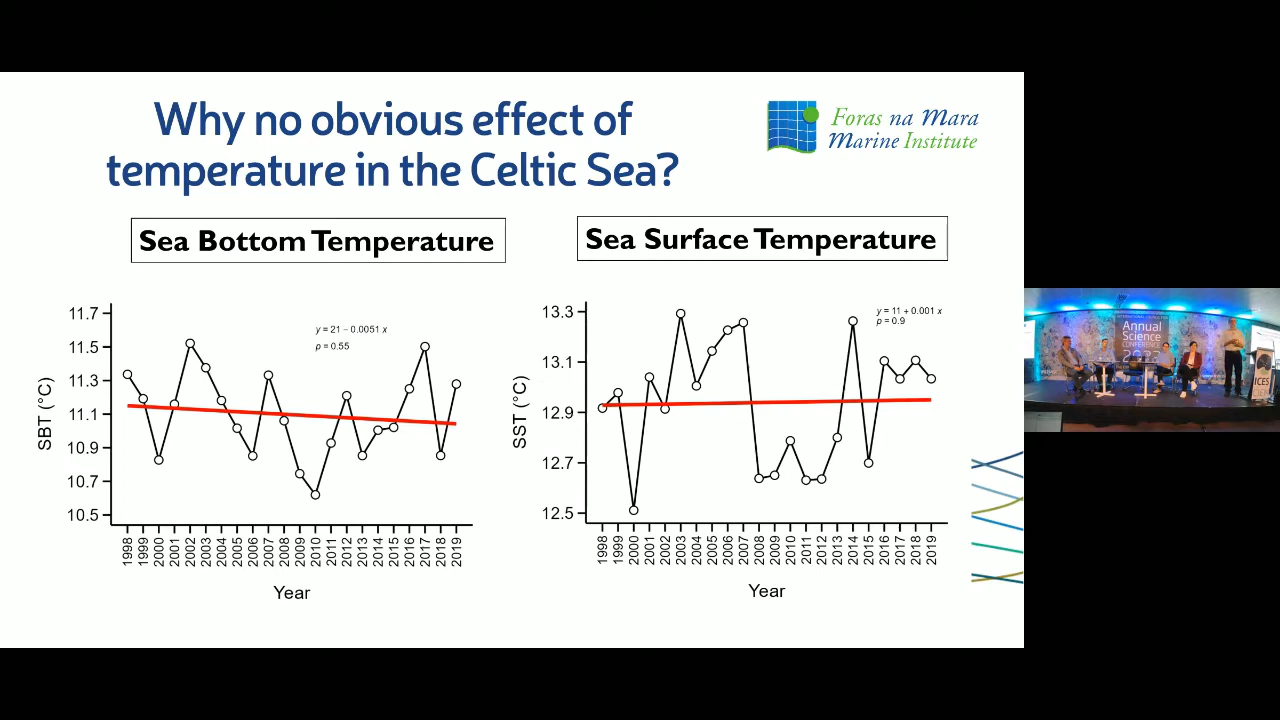 Why no obvious effect of
temperature in the Celtic Sea?
Foras na Mara
Marine Institute
Sea Bottom Temperature
Sea Surface Temperature
y = 21 − 0.0051 x
p = 0.55
11.7
11.5
11.3
11.1
10.9
10.7
10.5
SBT (°C)
1998 1999 2000 2001 2002 2003 2004 2005 2006 2007 2008 2009 2010 2011 2012 2013 2014 2015 2016 2017 2018 2019
Year
y = 11 + 0.001 x
p = 0.9
13.3
13.1
12.9
12.7
12.5
SST (°C)
1998 1999 2000 2001 2002 2003 2004 2005 2006 2007 2008 2009 2010 2011 2012 2013 2014 2015 2016 2017 2018 2019
Year
Annual
Science
CONFERENCE
ICES